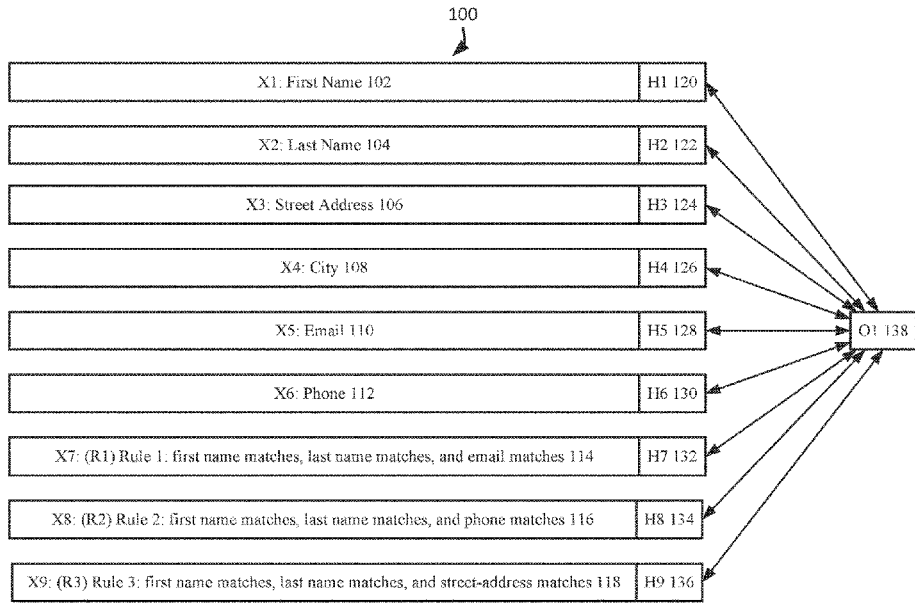 100
X1: First Name 102 H1 120
X2: Last Name 104 H2 122
X3: Street Address 106 H3 124
X4: City 108 H4 126
X5: Email 110 H5 128 O1 138
X6: Phone 112 H6 130
X7: (R1) Rule 1: first name matches, last name matches, and email matches 114 H7 132
X8: (R2) Rule 2: first name matches, last name matches, and phone matches 116 H8 134
X9: (R3) Rule 3: first name matches, last name matches, and street-address matches 118 H9 136